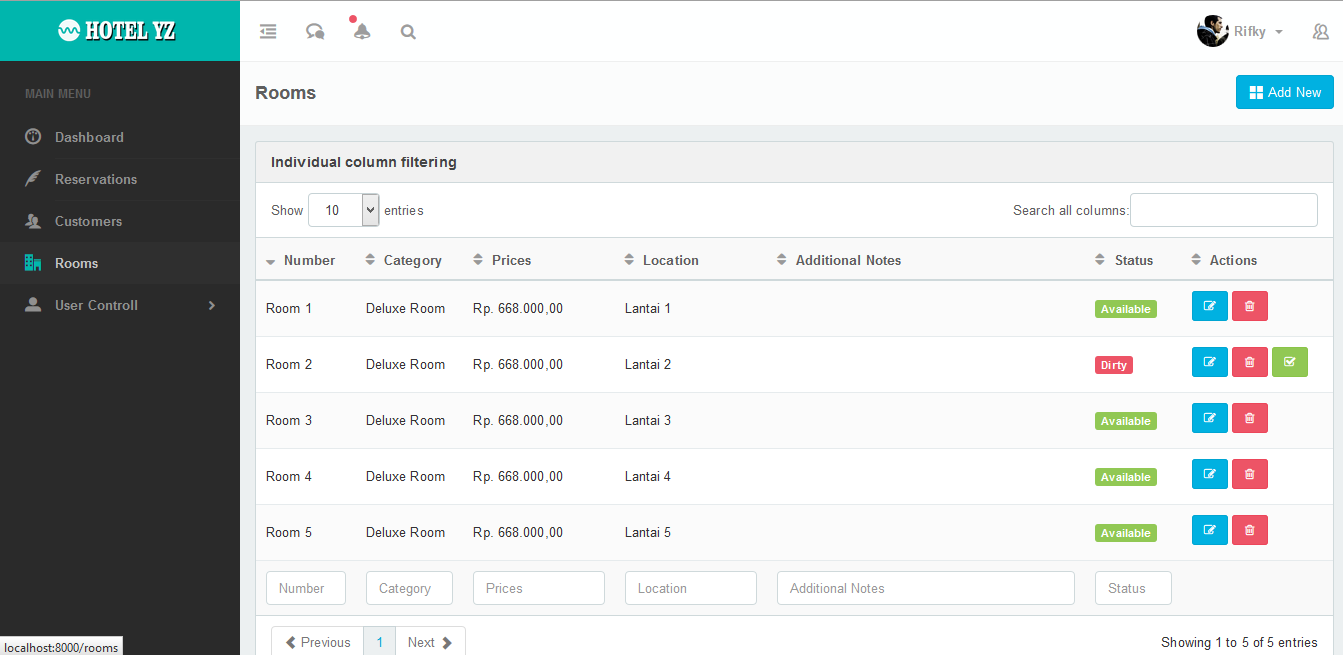 HOTEL YZ
Rifky
MAIN MENU
Dashboard
Reservations
Customers
Rooms
User Controll
Rooms
Add New
Individual column filtering
Show 10 entries
Search all columns:
Number Category Prices Location Additional Notes Status Actions
Room 1 Deluxe Room Rp. 668.000,00 Lantai 1 Available
Room 2 Deluxe Room Rp. 668.000,00 Lantai 2 Dirty
Room 3 Deluxe Room Rp. 668.000,00 Lantai 3 Available
Room 4 Deluxe Room Rp. 668.000,00 Lantai 4 Available
Room 5 Deluxe Room Rp. 668.000,00 Lantai 5 Available
Number Category Prices Location Additional Notes Status
Previous 1 Next
Showing 1 to 5 of 5 entries
localhost:8000/rooms